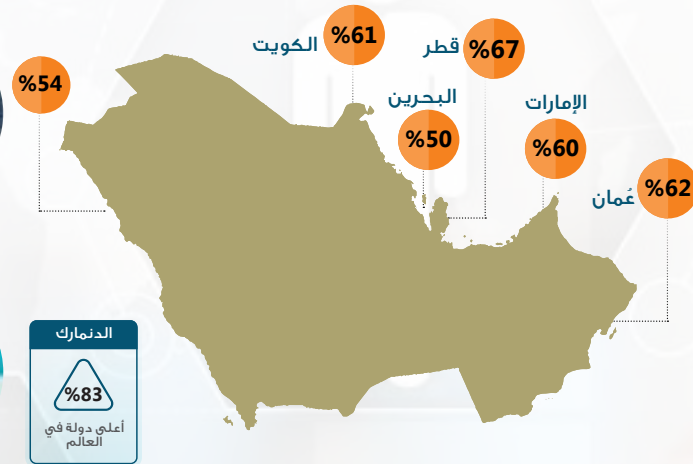 %61
الكويت
%67
قطر
%54
البحرين
%50
الإمارات
%60
%62
عُمان
الدنمارك
%83
أعلى دولة في
العالم